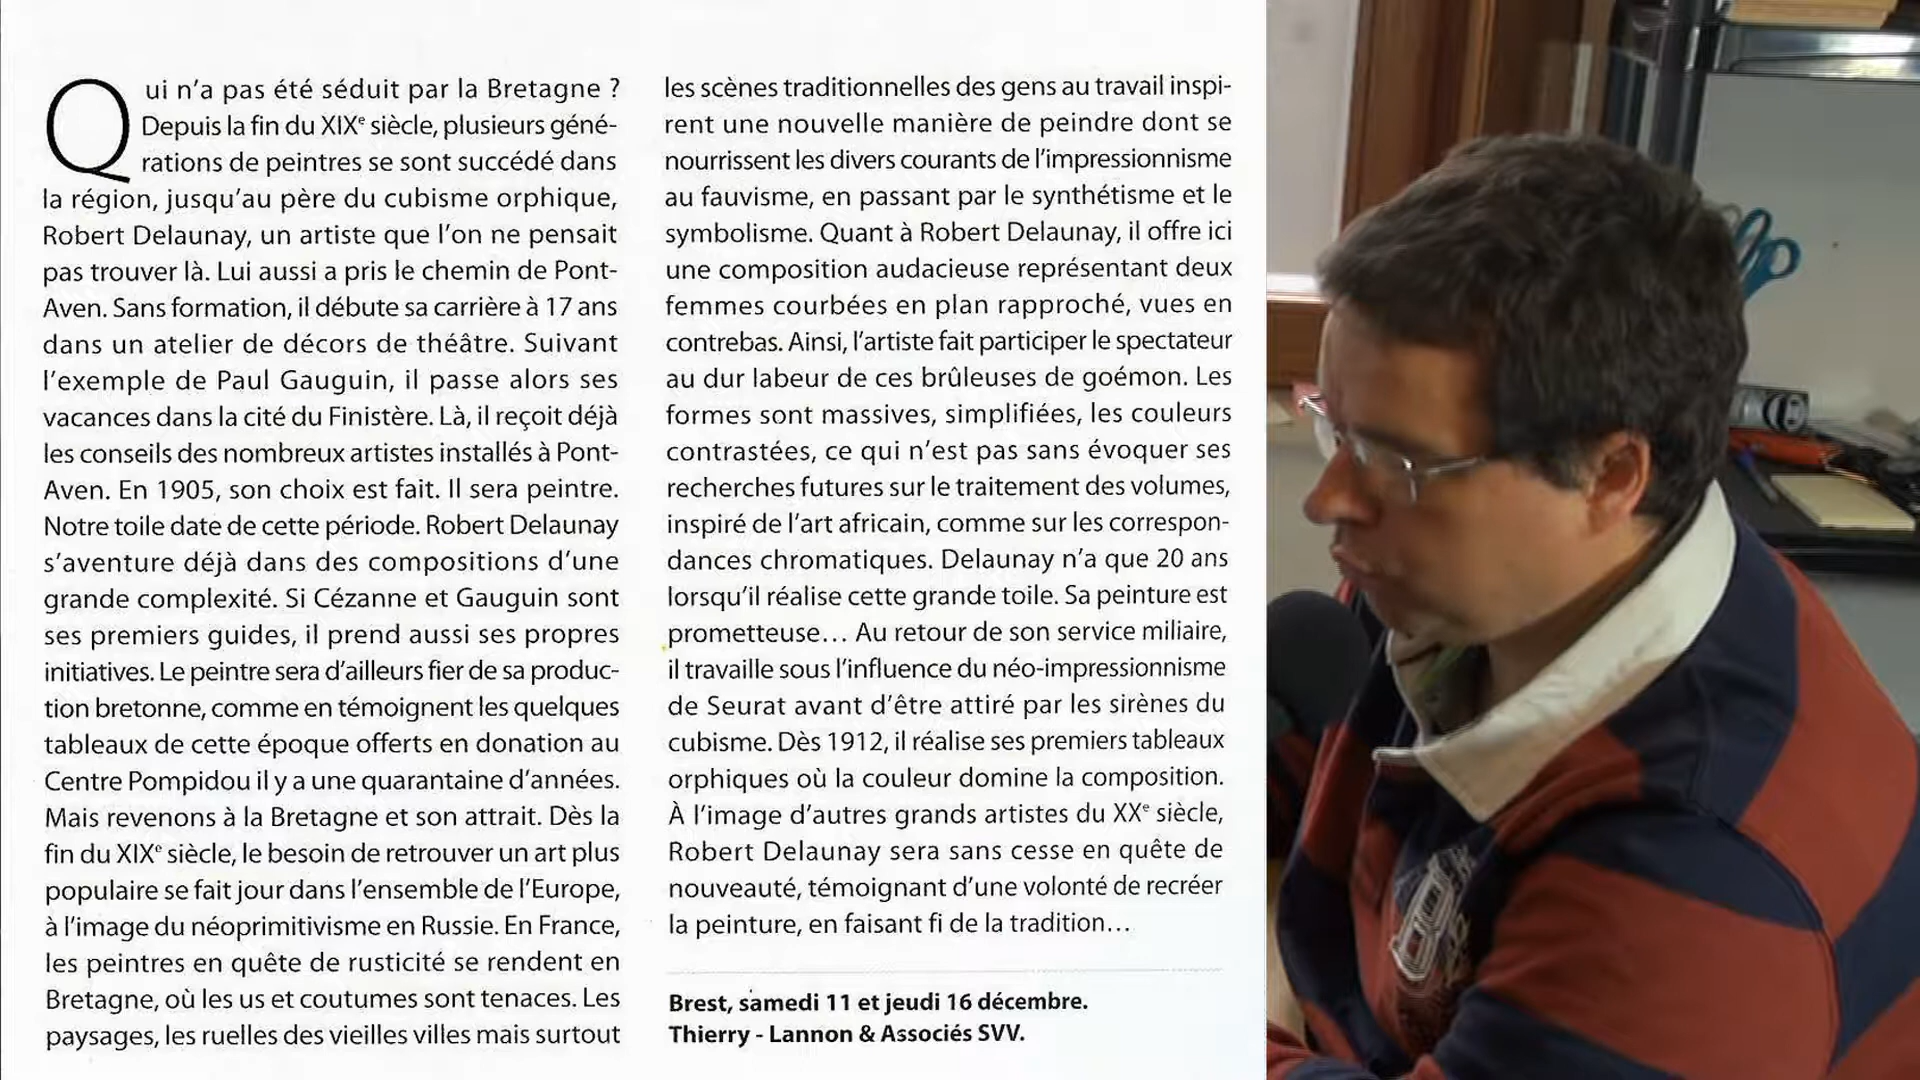 Qui n'a pas été séduit par la Bretagne ?
Depuis la fin du XIXe siècle, plusieurs géné-
rations de peintres se sont succédé dans
la région, jusqu'au père du cubisme orphique,
Robert Delaunay, un artiste que l'on ne pensait
pas trouver là. Lui aussi a pris le chemin de Pont-
Aven. Sans formation, il débute sa carrière à 17 ans
dans un atelier de décors de théâtre. Suivant
l'exemple de Paul Gauguin, il passe alors ses
vacances dans la cité du Finistère. Là, il reçoit déjà
les conseils des nombreux artistes installés à Pont-
Aven. En 1905, son choix est fait. Il sera peintre.
Notre toile date de cette période. Robert Delaunay
s'aventure déjà dans des compositions d'une
grande complexité. Si Cézanne et Gauguin sont
ses premiers guides, il prend aussi ses propres
initiatives. Le peintre sera d'ailleurs fier de sa produc-
tion bretonne, comme en témoignent les quelques
tableaux de cette époque offerts en donation au
Centre Pompidou il y a une quarantaine d'années.
Mais revenons à la Bretagne et son attrait. Dès la
fin du XIXe siècle, le besoin de retrouver un art plus
populaire se fait jour dans l'ensemble de l'Europe,
à l'image du néoprimitivisme en Russie. En France,
les peintres en quête de rusticité se rendent en
Bretagne, où les us et coutumes sont tenaces. Les
paysages, les ruelles des vieilles villes mais surtout
les scènes traditionnelles des gens au travail inspi-
rent une nouvelle manière de peindre dont se
nourrissent les divers courants de l'impressionnisme
au fauvisme, en passant par le synthétisme et le
symbolisme. Quant à Robert Delaunay, il offre ici
une composition audacieuse représentant deux
femmes courbées en plan rapproché, vues en
contrebas. Ainsi, l'artiste fait participer le spectateur
au dur labeur de ces brûleuses de goémon. Les
formes sont massives, simplifiées, les couleurs
contrastées, ce qui n'est pas sans évoquer ses
recherches futures sur le traitement des volumes,
inspiré de l'art africain, comme sur les correspon-
dances chromatiques. Delaunay n'a que 20 ans
lorsqu'il réalise cette grande toile. Sa peinture est
prometteuse… Au retour de son service miliaire,
il travaille sous l'influence du néo-impressionnisme
de Seurat avant d'être attiré par les sirènes du
cubisme. Dès 1912, il réalise ses premiers tableaux
orphiques où la couleur domine la composition.
À l'image d'autres grands artistes du XXe siècle,
Robert Delaunay sera sans cesse en quête de
nouveauté, témoignant d'une volonté de recréer
la peinture, en faisant fi de la tradition…
Brest, samedi 11 et jeudi 16 décembre.
Thierry - Lannon & Associés SVV.
B